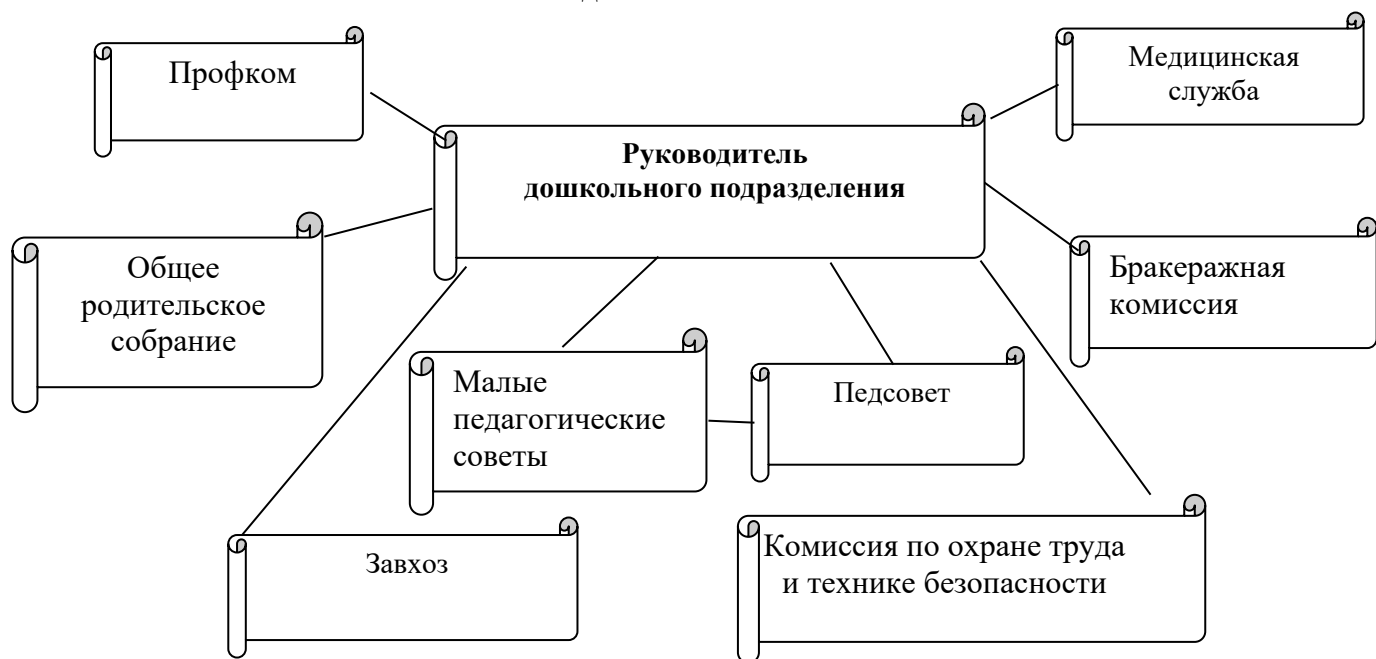 Профком
Медицинская
служба
Руководитель
дошкольного подразделения
Общее
родительское
собрание
Бракеражная
комиссия
Малые
педагогические
советы
Педсовет
Завхоз
Комиссия по охране труда
и технике безопасности